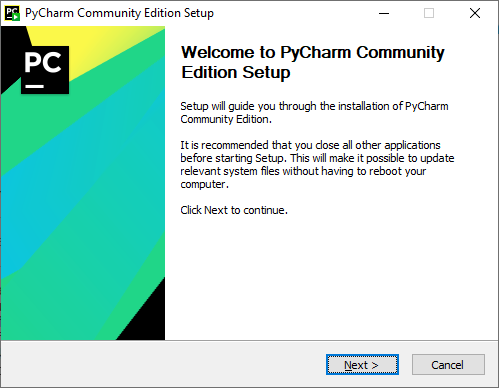 PyCharm Community Edition Setup
PC
Welcome to PyCharm Community
Edition Setup
Setup will guide you through the installation of PyCharm
Community Edition.
It is recommended that you close all other applications
before starting Setup. This will make it possible to update
relevant system files without having to reboot your
computer.
Click Next to continue.
Next >
Cancel